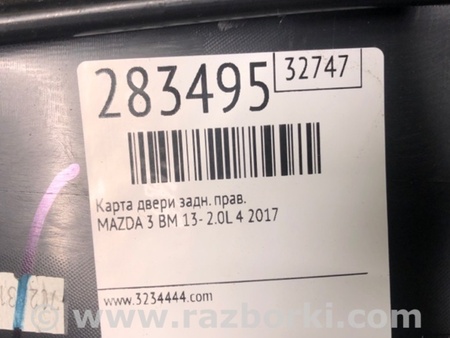 283495
32747
Карта двери задн. прав.
MAZDA 3 BM 13- 2.0L 4 2017
www.3234444.com
www.razborki.com